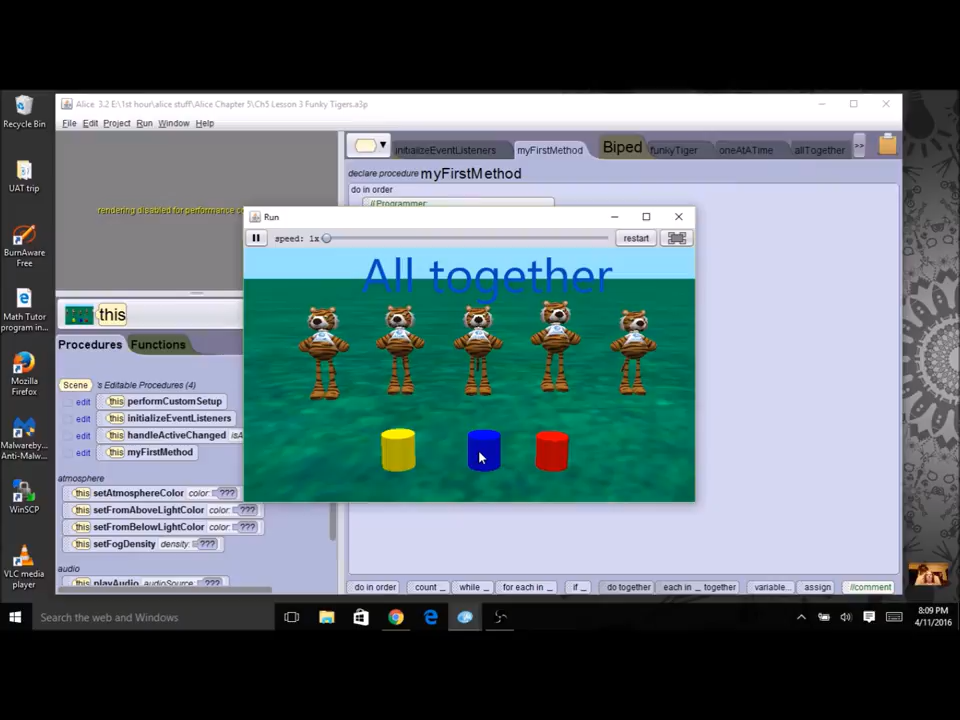 Recycle Bin
UAT trip
BurnAware
Free
Math Tutor
program in...
Mozilla
Firefox
Malwareby...
Anti-Malw...
WinSCP
VLC media
player
Alice 3.2 E:\1st hour\alice stuff\Alice Chapter 5\Ch5 Lesson 3 Funky Tigers.a3p
File Edit Project Run Window Help
rendering disabled for performance
this
Procedures Functions
Scene 's Editable Procedures (4)
edit this performCustomSetup
edit this initializeEventListeners
edit this handleActiveChanged
edit this myFirstMethod
atmosphere
this setAtmosphereColor color: ???
this setFromAboveLightColor color: ???
this setFromBelowLightColor color: ???
this setFogDensity density: ???
audio
this playAudio audioSource: ???
initializeEventListeners myFirstMethod Biped funkyTiger oneAtATime allTogether >>
declare procedure myFirstMethod
do in order
//Programmer:
Run
speed: 1x restart
All together
do in order count _ while _ for each in _ if _ do together each in _ together variable... assign //comment
Search the web and Windows
8:09 PM
4/11/2016